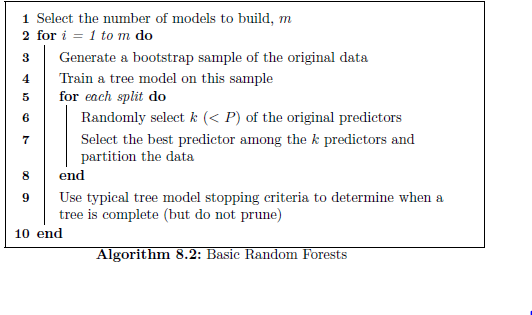 1 Select the number of models to build, m
2 for i = 1 to m do
3 Generate a bootstrap sample of the original data
4 Train a tree model on this sample
5 for each split do
6 Randomly select k (< P) of the original predictors
7 Select the best predictor among the k predictors and
partition the data
8 end
9 Use typical tree model stopping criteria to determine when a
tree is complete (but do not prune)
10 end
Algorithm 8.2: Basic Random Forests